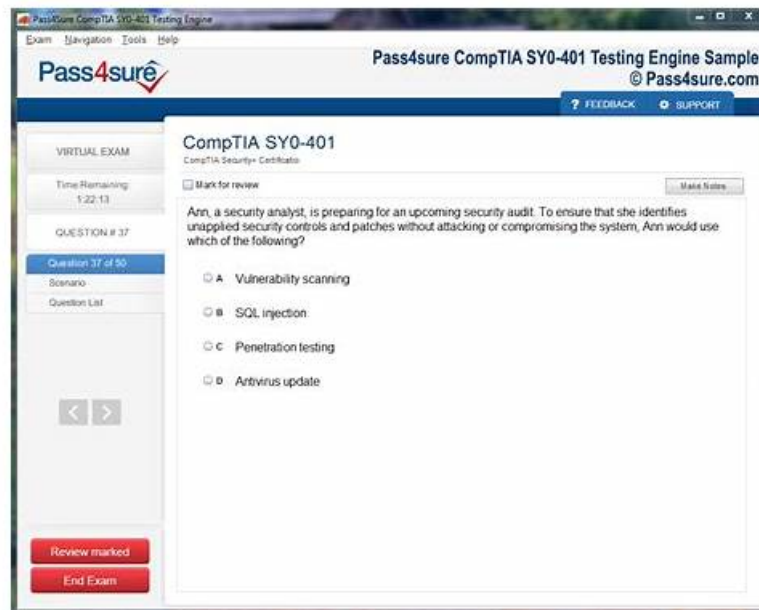 Pass4Sure CompTIA SY0-401 Testing Engine
Exam Navigation Tools Help
Pass4sure
Pass4sure CompTIA SY0-401 Testing Engine Sample
© Pass4sure.com
? FEEDBACK SUPPORT
VIRTUAL EXAM
Time Remaining
1:22:13
QUESTION # 37
Question 37 of 50
Scenario
Question List
Review marked
End Exam
CompTIA SY0-401
CompTIA Security+ Certificatio
Mark for review
Make Notes
Ann, a security analyst, is preparing for an upcoming security audit. To ensure that she identifies
unapplied security controls and patches without attacking or compromising the system, Ann would use
which of the following?
A Vulnerability scanning
B SQL injection
C Penetration testing
D Antivirus update